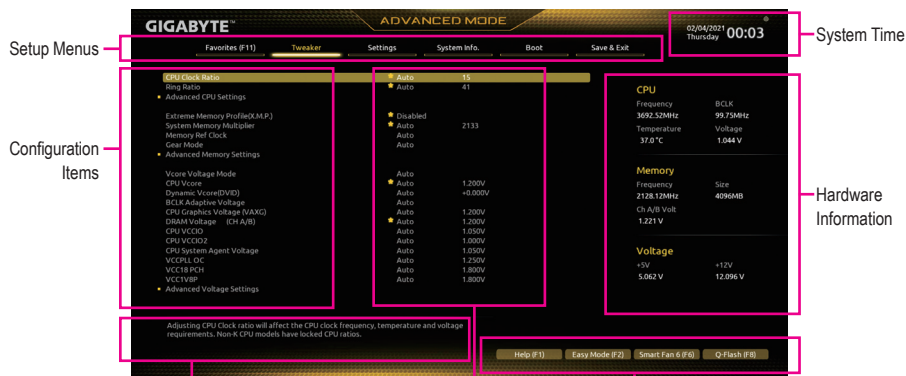 GIGABYTE™
ADVANCED MODE
02/04/2021
Thursday
00:03
System Time
Setup Menus
Favorites (F11) Tweaker Settings System Info. Boot Save & Exit
Configuration
Items
CPU Clock Ratio Auto 15
Ring Ratio Auto 41
Advanced CPU Settings
Extreme Memory Profile(X.M.P.) Disabled
System Memory Multiplier Auto 2133
Memory Ref Clock Auto
Gear Mode Auto
Advanced Memory Settings
Vcore Voltage Mode Auto
CPU Vcore Auto 1.200V
Dynamic Vcore(DVID) Auto +0.000V
BCLK Adaptive Voltage Auto
CPU Graphics Voltage (VAXG) Auto 1.200V
DRAM Voltage (CH A/B) Auto 1.200V
CPU VCCIO Auto 1.050V
CPU VCCIO2 Auto 1.000V
CPU System Agent Voltage Auto 1.050V
VCCPLL OC Auto 1.250V
VCC18 PCH Auto 1.800V
VCC1V8P Auto 1.800V
Advanced Voltage Settings
CPU
Frequency BCLK
3692.52MHz 99.75MHz
Temperature Voltage
37.0 °C 1.044 V
Memory
Frequency Size
2128.12MHz 4096MB
Ch A/B Volt
1.221 V
Voltage
+5V +12V
5.062 V 12.096 V
Hardware
Information
Adjusting CPU Clock ratio will affect the CPU clock frequency, temperature and voltage
requirements. Non-K CPU models have locked CPU ratios.
Help (F1) Easy Mode (F2) Smart Fan 6 (F6) Q-Flash (F8)